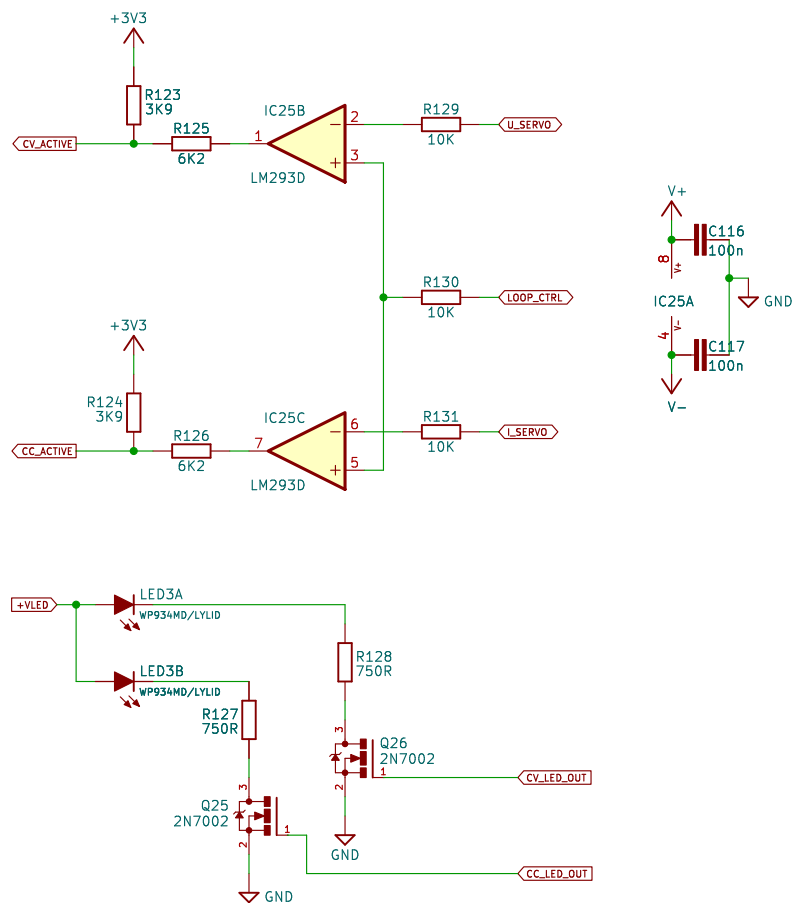 +3V3
R123
3K9
CV_ACTIVE
R125
6K2
1
IC25B
LM293D
2
3
R129
10K
U_SERVO
R130
10K
LOOP_CTRL
V+
C116
100n
8
V+
IC25A
GND
4
V-
C117
100n
V-
+3V3
R124
3K9
CC_ACTIVE
R126
6K2
7
IC25C
LM293D
6
5
R131
10K
I_SERVO
+VLED
LED3A
WP934MD/LYLID
LED3B
WP934MD/LYLID
R128
750R
R127
750R
3
Q26
2N7002
1
2
CV_LED_OUT
GND
3
Q25
2N7002
1
2
CC_LED_OUT
GND